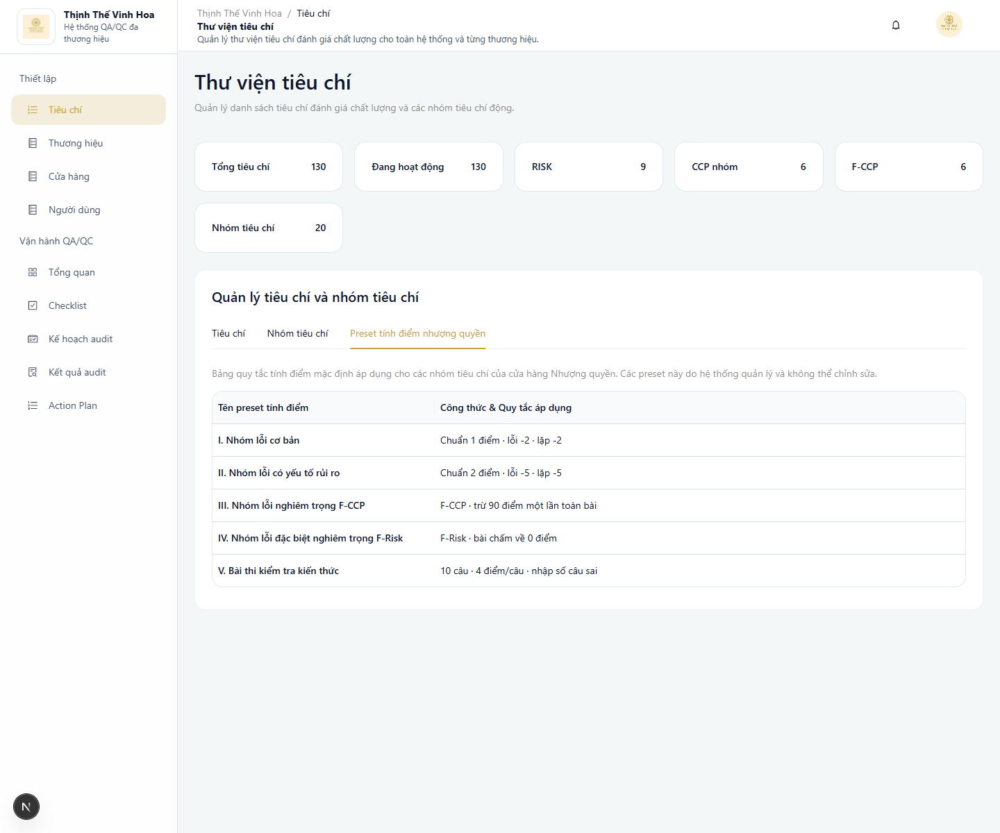 Thịnh Thế Vinh Hoa
Hệ thống QA/QC đa
thương hiệu
Thịnh Thế Vinh Hoa / Tiêu chí
Thư viện tiêu chí
Quản lý thư viện tiêu chí đánh giá chất lượng cho toàn hệ thống và từng thương hiệu.
Thiết lập
Tiêu chí
Thương hiệu
Cửa hàng
Người dùng
Vận hành QA/QC
Tổng quan
Checklist
Kế hoạch audit
Kết quả audit
Action Plan
N
Thư viện tiêu chí
Quản lý danh sách tiêu chí đánh giá chất lượng và các nhóm tiêu chí động.
Tổng tiêu chí 130
Đang hoạt động 130
RISK 9
CCP nhóm 6
F-CCP 6
Nhóm tiêu chí 20
Quản lý tiêu chí và nhóm tiêu chí
Tiêu chí Nhóm tiêu chí Preset tính điểm nhượng quyền
Bảng quy tắc tính điểm mặc định áp dụng cho các nhóm tiêu chí của cửa hàng Nhượng quyền. Các preset này do hệ thống quản lý và không thể chỉnh sửa.
Tên preset tính điểm Công thức & Quy tắc áp dụng
I. Nhóm lỗi cơ bản Chuẩn 1 điểm · lỗi -2 · lặp -2
II. Nhóm lỗi có yếu tố rủi ro Chuẩn 2 điểm · lỗi -5 · lặp -5
III. Nhóm lỗi nghiêm trọng F-CCP F-CCP · trừ 90 điểm một lần toàn bài
IV. Nhóm lỗi đặc biệt nghiêm trọng F-Risk F-Risk · bài chấm về 0 điểm
V. Bài thi kiểm tra kiến thức 10 câu · 4 điểm/câu · nhập số câu sai